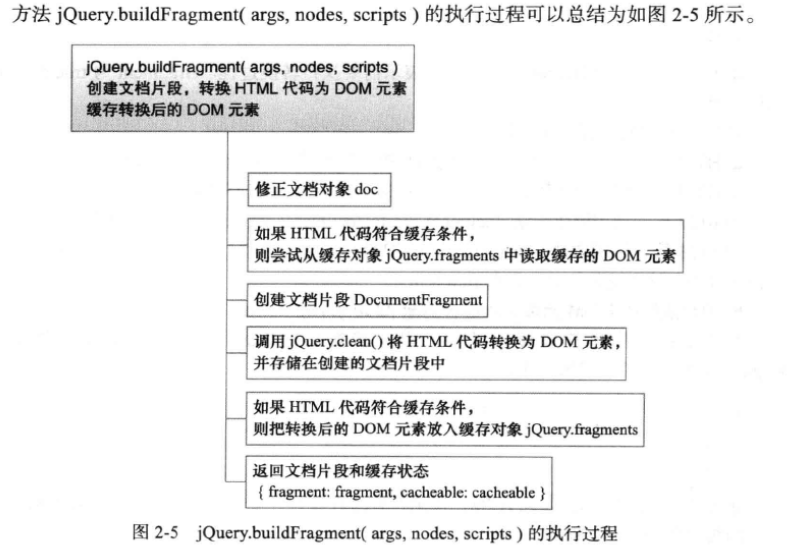 方法 jQuery.buildFragment( args, nodes, scripts ) 的执行过程可以总结为如图 2-5 所示。
jQuery.buildFragment( args, nodes, scripts )
创建文档片段，转换 HTML 代码为 DOM 元素
缓存转换后的 DOM 元素
修正文档对象 doc
如果 HTML 代码符合缓存条件，
则尝试从缓存对象 jQuery.fragments 中读取缓存的 DOM 元素
创建文档片段 DocumentFragment
调用 jQuery.clean() 将 HTML 代码转换为 DOM 元素，
并存储在创建的文档片段中
如果 HTML 代码符合缓存条件，
则把转换后的 DOM 元素放入缓存对象 jQuery.fragments
返回文档片段和缓存状态
{ fragment: fragment, cacheable: cacheable }
图 2-5 jQuery.buildFragment( args, nodes, scripts ) 的执行过程